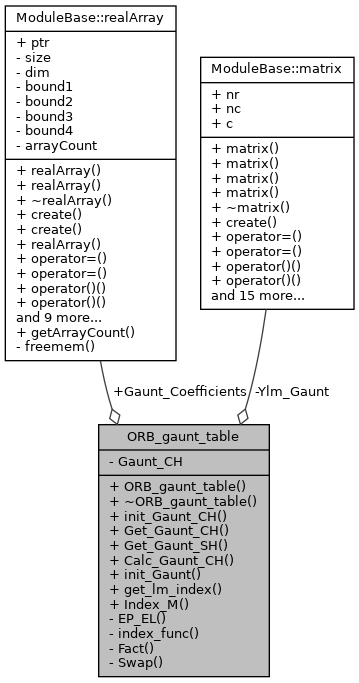 ModuleBase::realArray
+ ptr
- size
- dim
- bound1
- bound2
- bound3
- bound4
- arrayCount
+ realArray()
+ realArray()
+ ~realArray()
+ create()
+ create()
+ realArray()
+ operator=()
+ operator=()
+ operator()()
+ operator()()
and 9 more...
+ getArrayCount()
- freemem()
ModuleBase::matrix
+ nr
+ nc
+ c
+ matrix()
+ matrix()
+ matrix()
+ matrix()
+ ~matrix()
+ create()
+ operator=()
+ operator=()
+ operator()()
+ operator()()
and 15 more...
+Gaunt_Coefficients
-Ylm_Gaunt
ORB_gaunt_table
- Gaunt_CH
+ ORB_gaunt_table()
+ ~ORB_gaunt_table()
+ init_Gaunt_CH()
+ Get_Gaunt_CH()
+ Get_Gaunt_SH()
+ Calc_Gaunt_CH()
+ init_Gaunt()
+ get_lm_index()
+ Index_M()
- EP_EL()
- index_func()
- Fact()
- Swap()